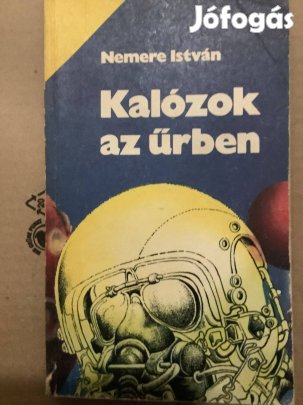 Jófogás
Nemere István
Kalózok
az űrben